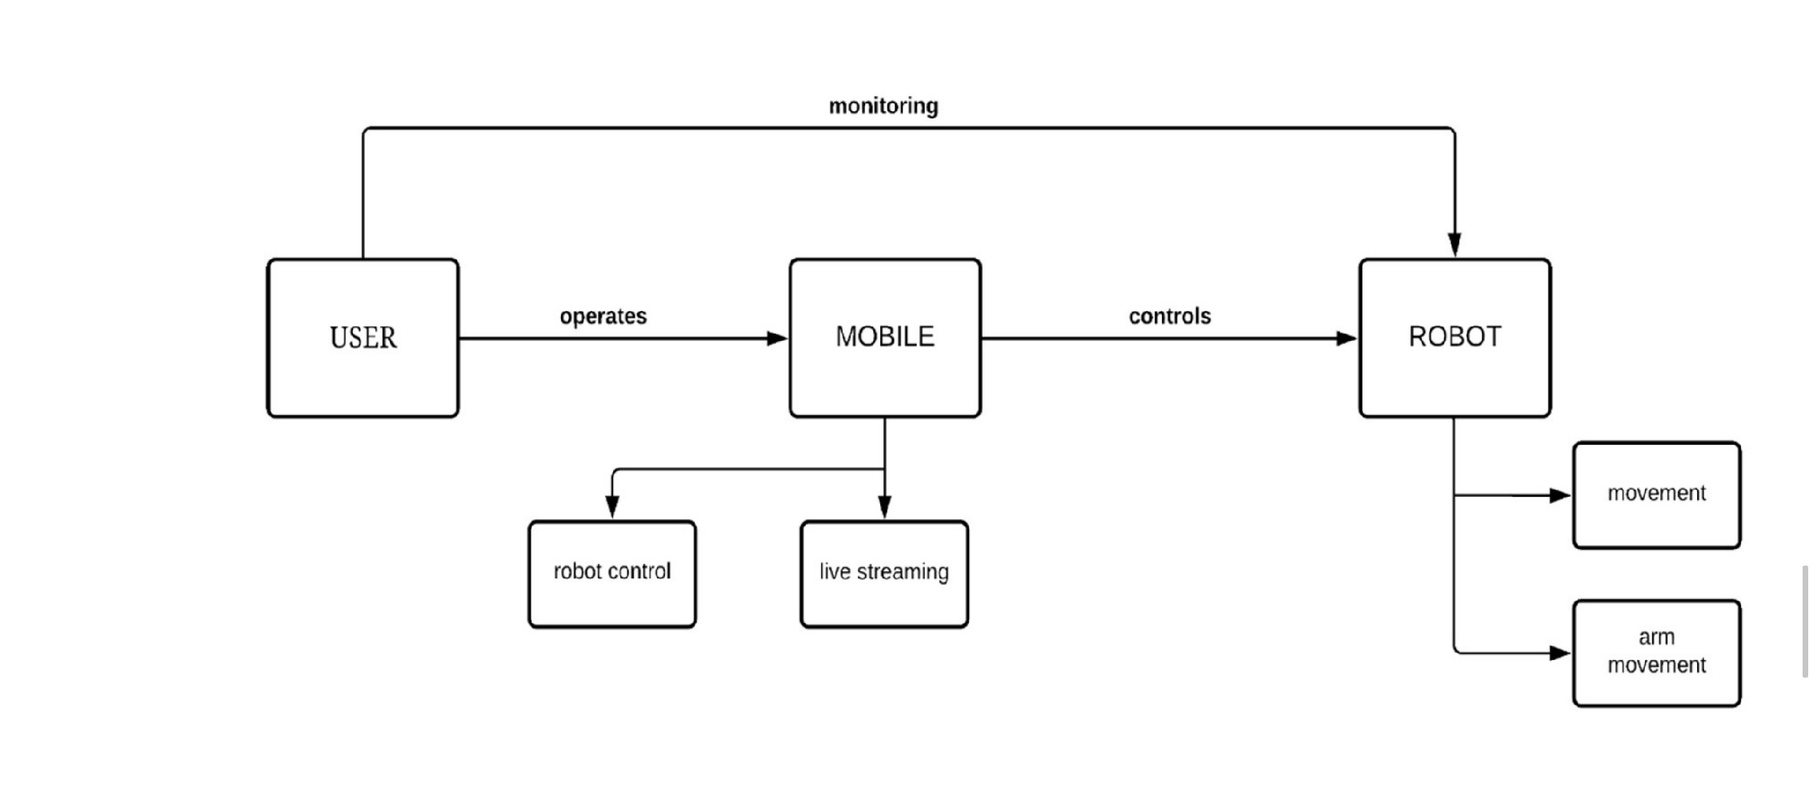 monitoring
operates
controls
USER
MOBILE
ROBOT
movement
robot control
live streaming
arm
movement